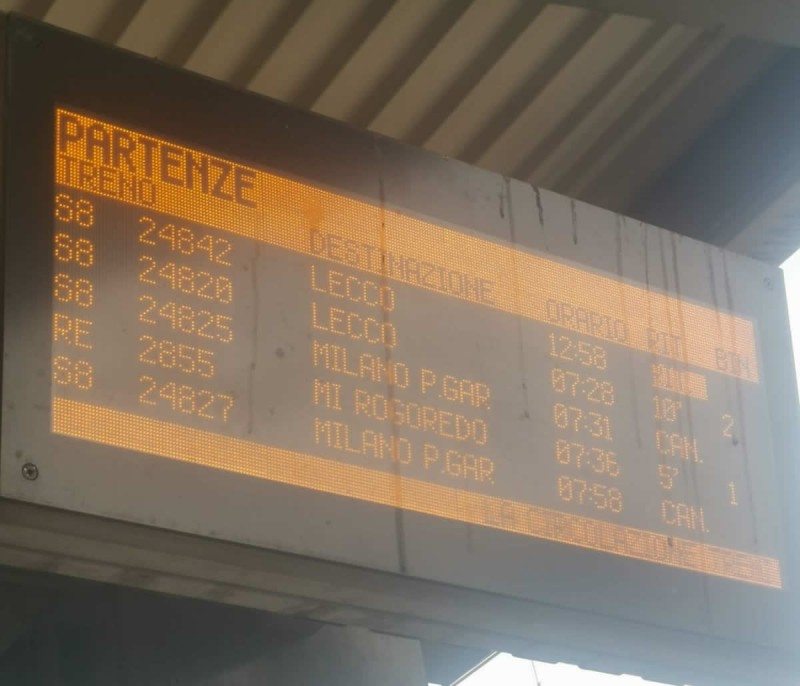 PARTENZE
TRENO DESTINAZIONE ORARIO RIT. BIN.
S8 24842 LECCO 12:58
S8 24820 LECCO 07:28 10' 2
S8 24825 MILANO P.GAR 07:31 CAN.
RE 2855 MI ROGOREDO 07:36 5' 1
S8 24827 MILANO P.GAR 07:58 CAN.
LA CIRCOLAZIONE